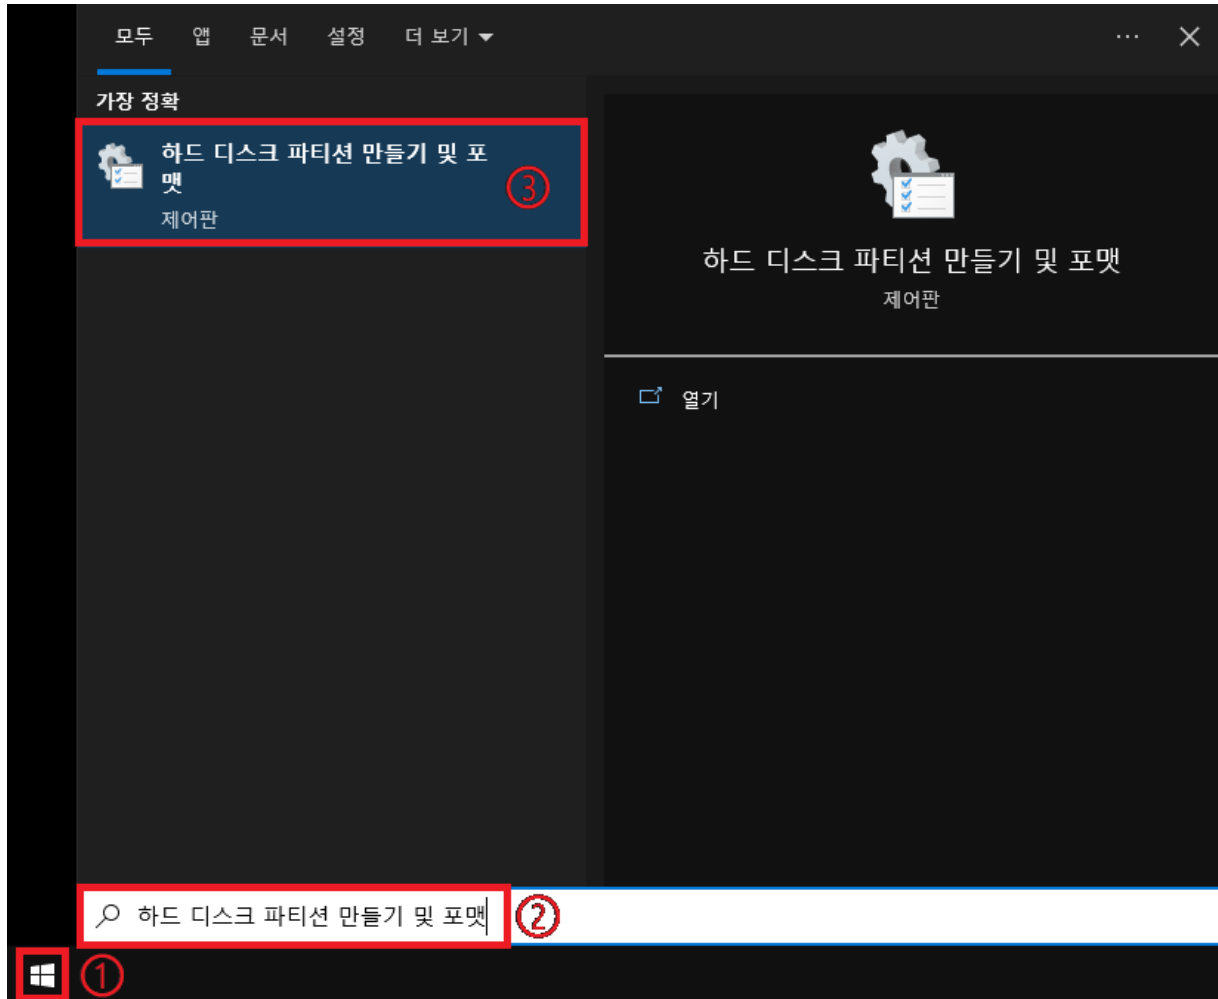 모두 앱 문서 설정 더 보기
가장 정확
하드 디스크 파티션 만들기 및 포
맷
제어판
③
하드 디스크 파티션 만들기 및 포맷
제어판
열기
하드 디스크 파티션 만들기 및 포맷 ②
①